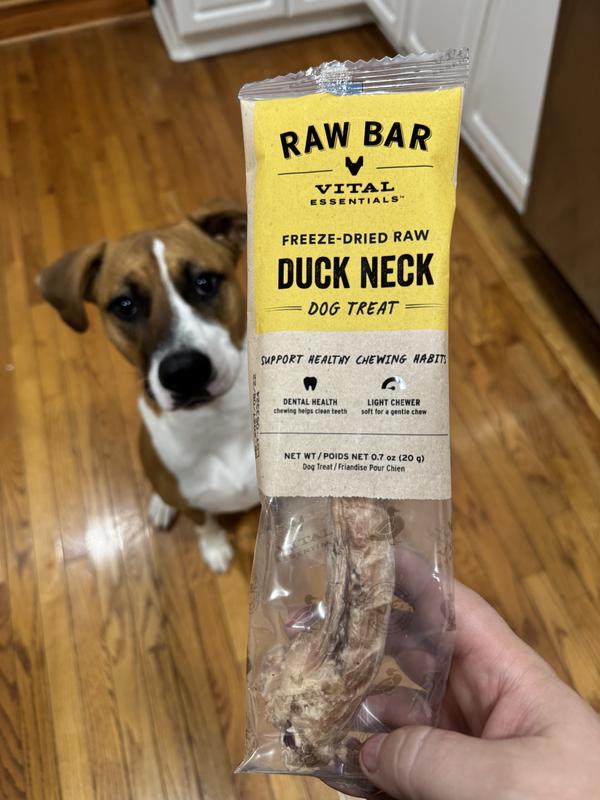 RAW BAR
VITAL
ESSENTIALS™
FREEZE-DRIED RAW
DUCK NECK
DOG TREAT
SUPPORT HEALTHY CHEWING HABITS
DENTAL HEALTH
chewing helps clean teeth
LIGHT CHEWER
soft for a gentle chew
NET WT / POIDS NET 0.7 oz (20 g)
Dog Treat / Friandise Pour Chien
VITAL
ESSENTIALS